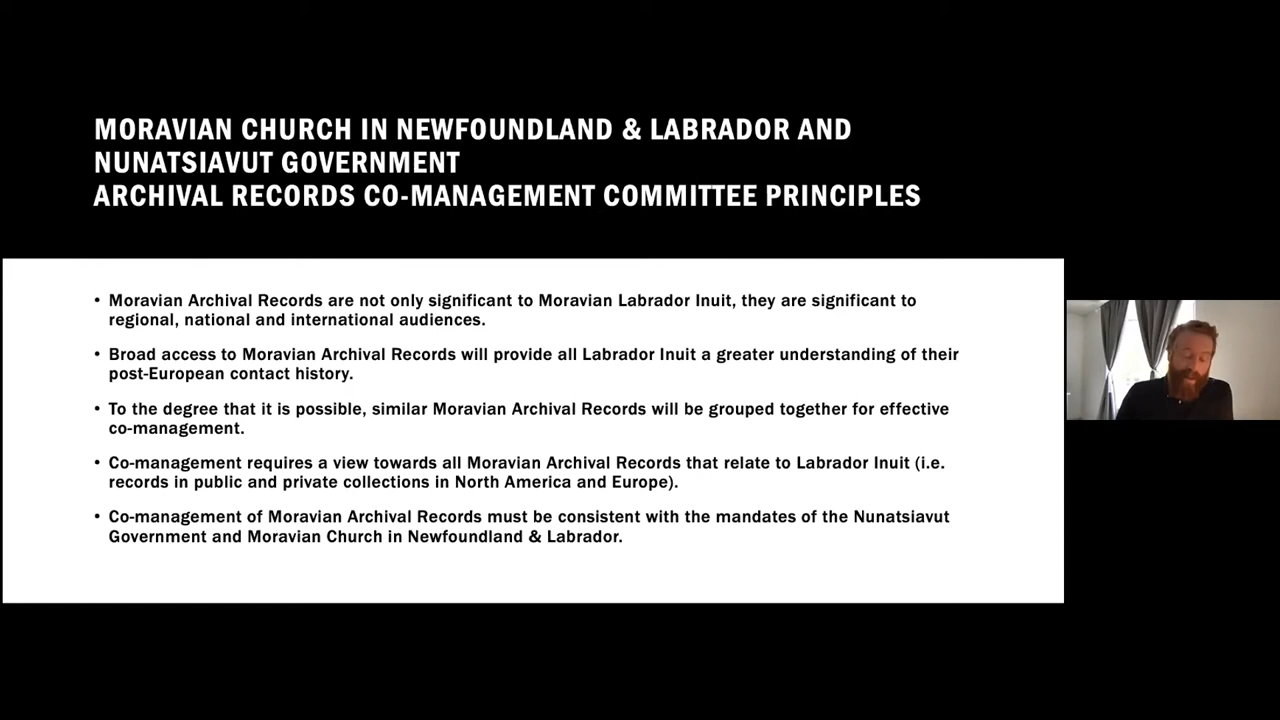 MORAVIAN CHURCH IN NEWFOUNDLAND & LABRADOR AND
NUNATSIAVUT GOVERNMENT
ARCHIVAL RECORDS CO-MANAGEMENT COMMITTEE PRINCIPLES
• Moravian Archival Records are not only significant to Moravian Labrador Inuit, they are significant to
regional, national and international audiences.
• Broad access to Moravian Archival Records will provide all Labrador Inuit a greater understanding of their
post-European contact history.
• To the degree that it is possible, similar Moravian Archival Records will be grouped together for effective
co-management.
• Co-management requires a view towards all Moravian Archival Records that relate to Labrador Inuit (i.e.
records in public and private collections in North America and Europe).
• Co-management of Moravian Archival Records must be consistent with the mandates of the Nunatsiavut
Government and Moravian Church in Newfoundland & Labrador.